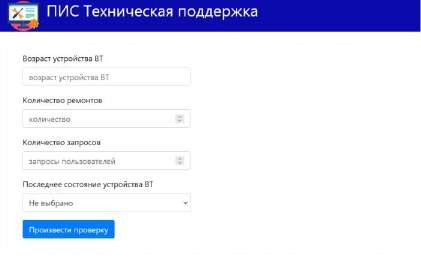 ПИС Техническая поддержка
Возраст устройства ВТ
возраст устройства ВТ
Количество ремонтов
количество
Количество запросов
запросы пользователей
Последнее состояние устройства ВТ
Не выбрано
Произвести проверку